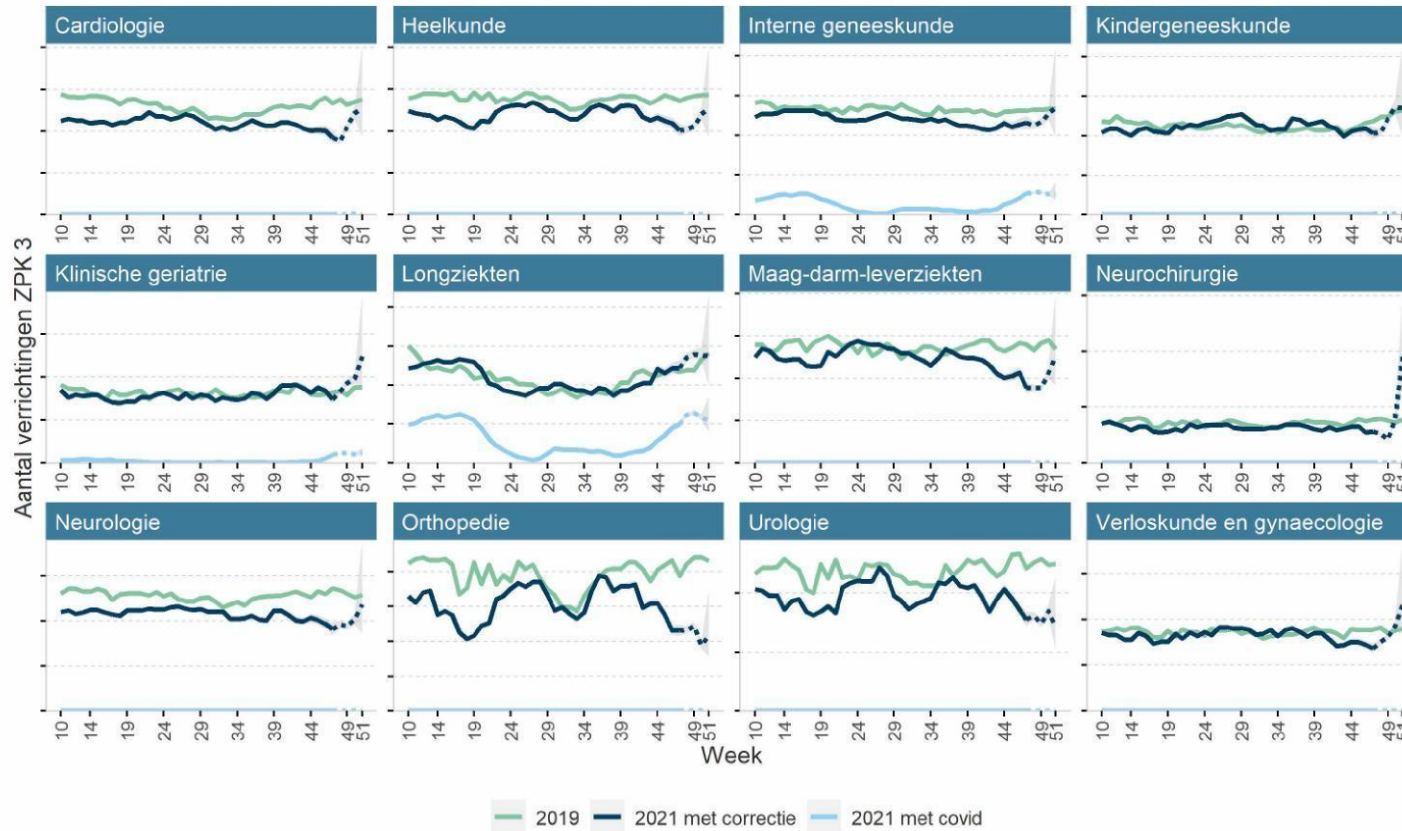 Cardiologie
Heelkunde
Interne geneeskunde
Kindergeneeskunde
10 14 19 24 29 34 39 44 49 51
10 14 19 24 29 34 39 44 49 51
10 14 19 24 29 34 39 44 49 51
10 14 19 24 29 34 39 44 49 51
Aantal verrichtingen ZPK 3
Klinische geriatrie
Longziekten
Maag-darm-leverziekten
Neurochirurgie
10 14 19 24 29 34 39 44 49 51
10 14 19 24 29 34 39 44 49 51
10 14 19 24 29 34 39 44 49 51
10 14 19 24 29 34 39 44 49 51
Neurologie
Orthopedie
Urologie
Verloskunde en gynaecologie
10 14 19 24 29 34 39 44 49 51
10 14 19 24 29 34 39 44 49 51
10 14 19 24 29 34 39 44 49 51
10 14 19 24 29 34 39 44 49 51
Week
2019
2021 met correctie
2021 met covid